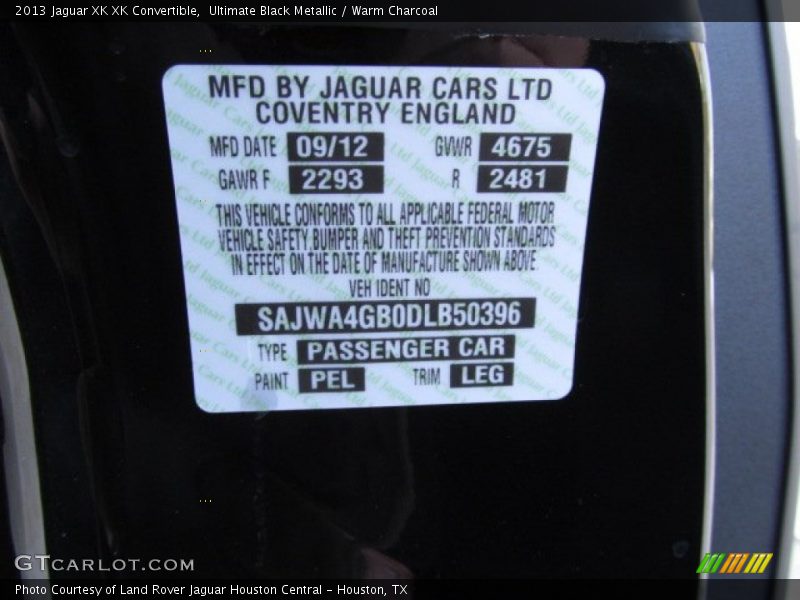 2013 Jaguar XK XK Convertible,  Ultimate Black Metallic / Warm Charcoal
MFD BY JAGUAR CARS LTD
COVENTRY ENGLAND
MFD DATE 09/12 GVWR 4675
GAWR F 2293 R 2481
THIS VEHICLE CONFORMS TO ALL APPLICABLE FEDERAL MOTOR
VEHICLE SAFETY, BUMPER AND THEFT PREVENTION STANDARDS
IN EFFECT ON THE DATE OF MANUFACTURE SHOWN ABOVE.
VEH IDENT NO
SAJWA4GB0DLB50396
TYPE PASSENGER CAR
PAINT PEL TRIM LEG
GTCARLOT.COM
Photo Courtesy of Land Rover Jaguar Houston Central - Houston, TX